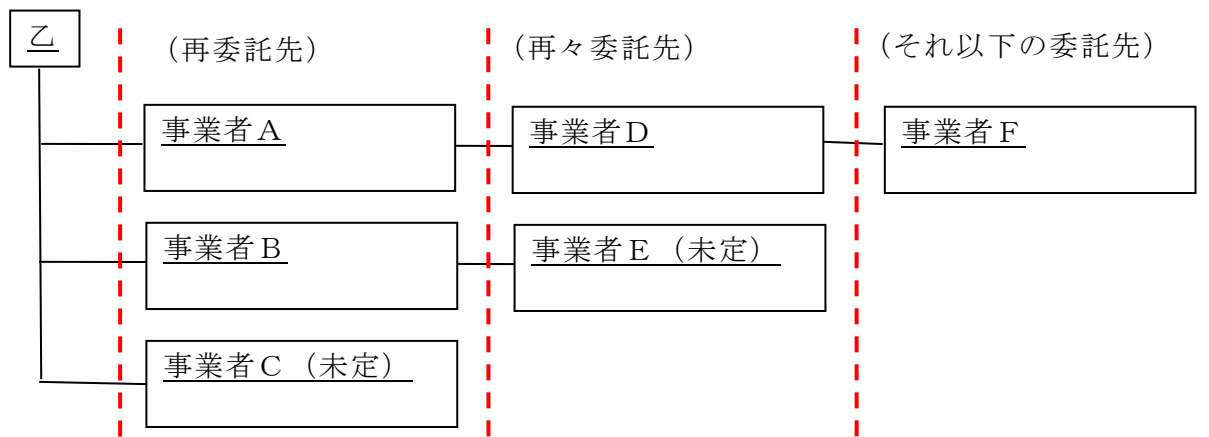 乙
（再委託先）
（再々委託先）
（それ以下の委託先）
事業者Ａ
事業者Ｄ
事業者Ｆ
事業者Ｂ
事業者Ｅ（未定）
事業者Ｃ（未定）